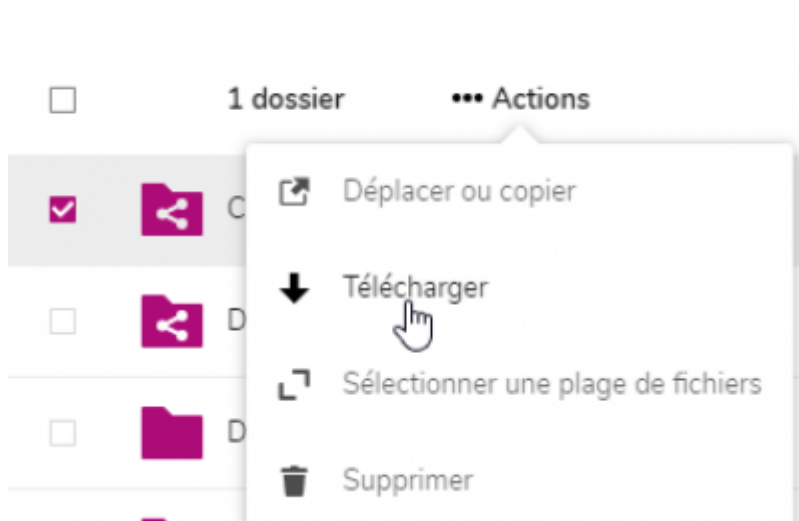 1 dossier ••• Actions
C
Déplacer ou copier
Télécharger
D
Sélectionner une plage de fichiers
D
Supprimer